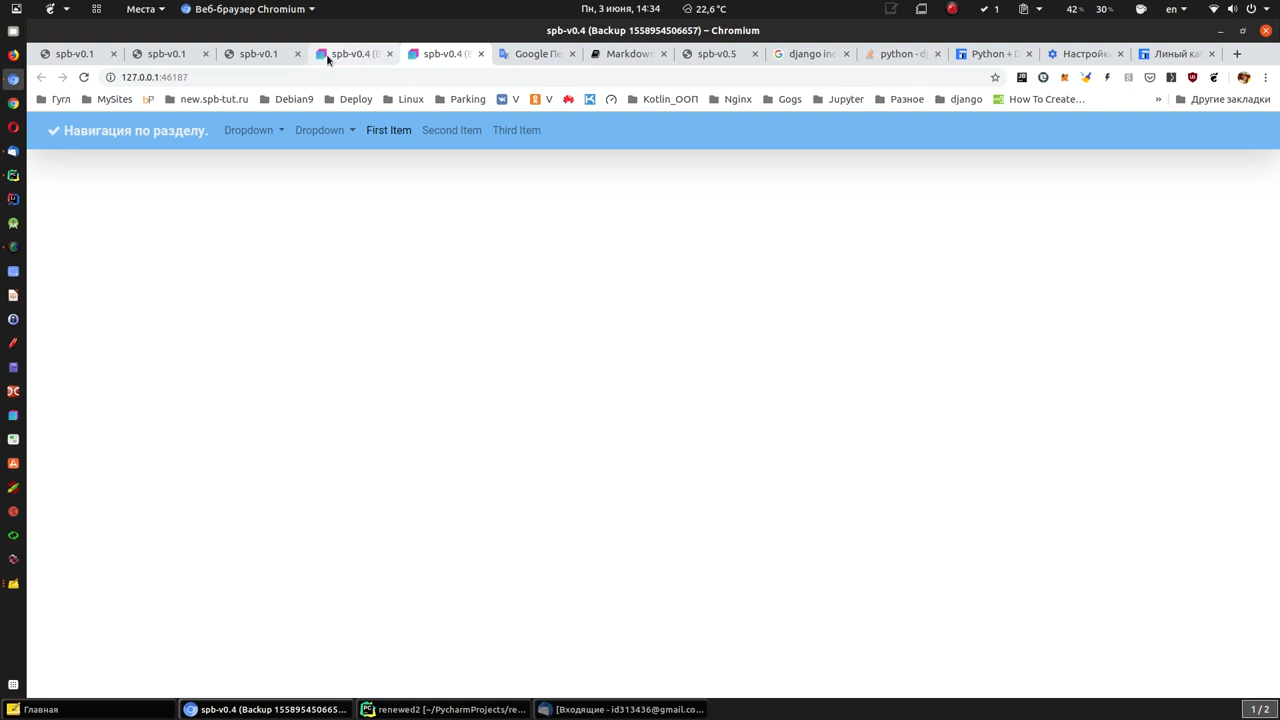 Места
Веб-браузер Chromium
Пн, 3 июня, 14:34
22,6°C
1
42%
30%
en
spb-v0.4 (Backup 1558954506657) – Chromium
spb-v0.1
spb-v0.1
spb-v0.1
spb-v0.4 (B
spb-v0.4 (B
Google Пе
Markdown
spb-v0.5
django inc
python - dj
Python + D
Настройк
Линый ка
127.0.0.1:46187
Гугл
MySites
bP
new.spb-tut.ru
Debian9
Deploy
Linux
Parking
V
V
Kotlin_ООП
Nginx
Gogs
Jupyter
Разное
django
How To Create…
»
Другие закладки
Навигация по разделу.
Dropdown
Dropdown
First Item
Second Item
Third Item
Главная
spb-v0.4 (Backup 155895450665…
renewed2 [~/PycharmProjects/re…
[Входящие - id313436@gmail.co…
1 / 2